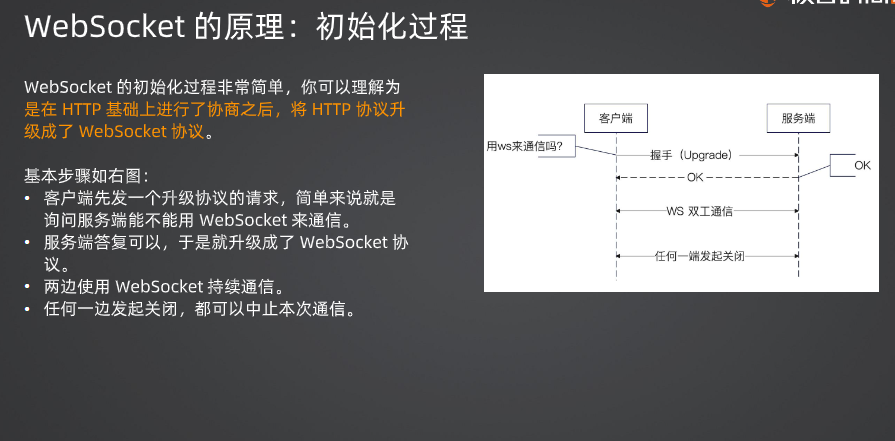 WebSocket 的原理：初始化过程
WebSocket 的初始化过程非常简单，你可以理解为
是在 HTTP 基础上进行了协商之后，将 HTTP 协议升
级成了 WebSocket 协议。
基本步骤如右图：
• 客户端先发一个升级协议的请求，简单来说就是
询问服务端能不能用 WebSocket 来通信。
• 服务端答复可以，于是就升级成了 WebSocket 协
议。
• 两边使用 WebSocket 持续通信。
• 任何一边发起关闭，都可以中止本次通信。
客户端
服务端
用ws来通信吗？
握手（Upgrade）
OK
OK
WS 双工通信
任何一端发起关闭